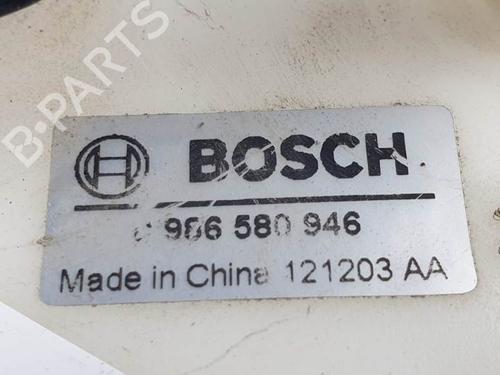 B-PARTS
BOSCH
986 580 946
Made in China 121203 AA